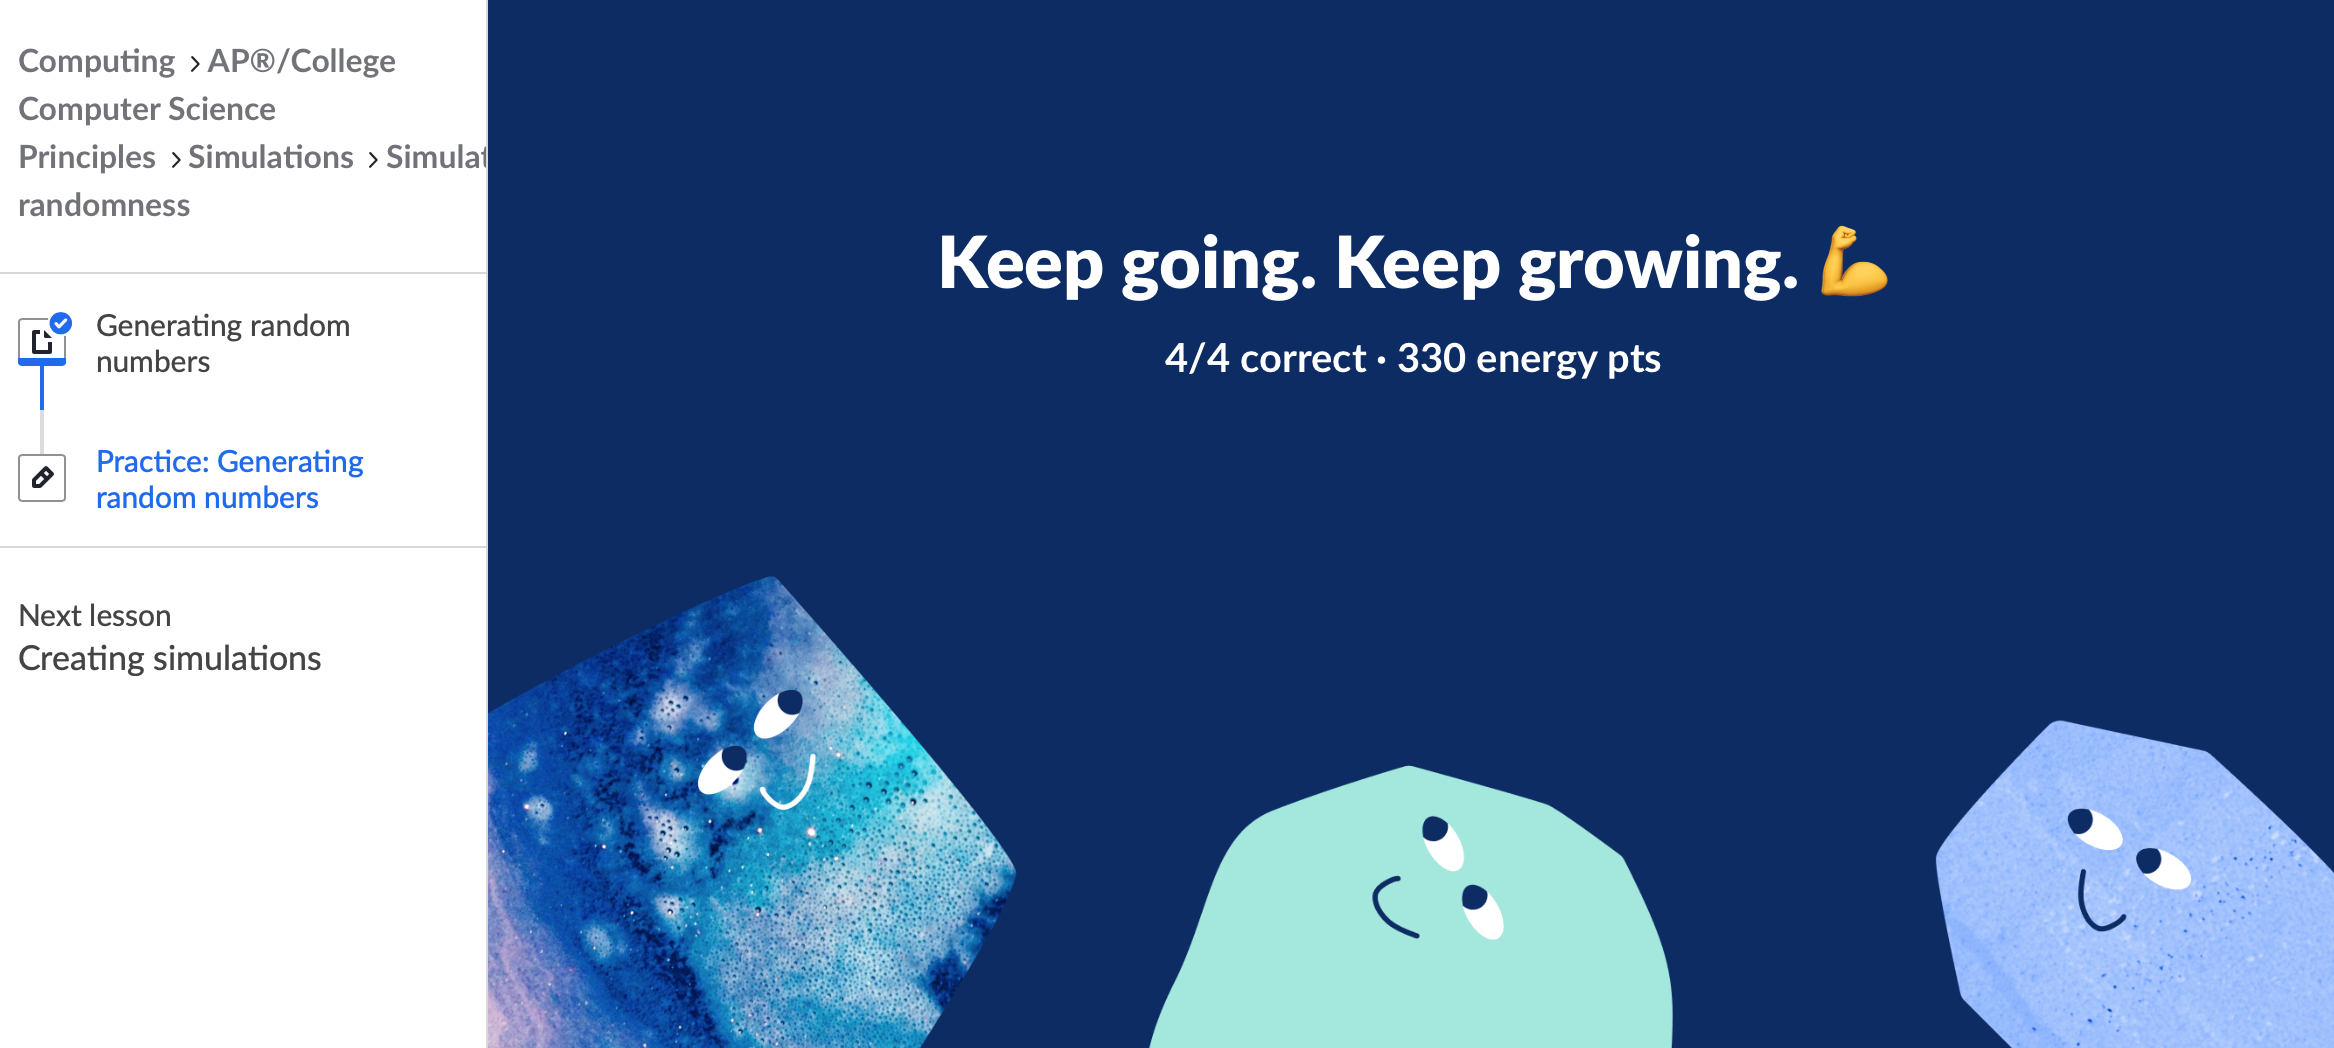 Computing > AP®/College
Computer Science
Principles > Simulations > Simulat
randomness
Generating random
numbers
Practice: Generating
random numbers
Next lesson
Creating simulations
Keep going. Keep growing. 💪
4/4 correct · 330 energy pts